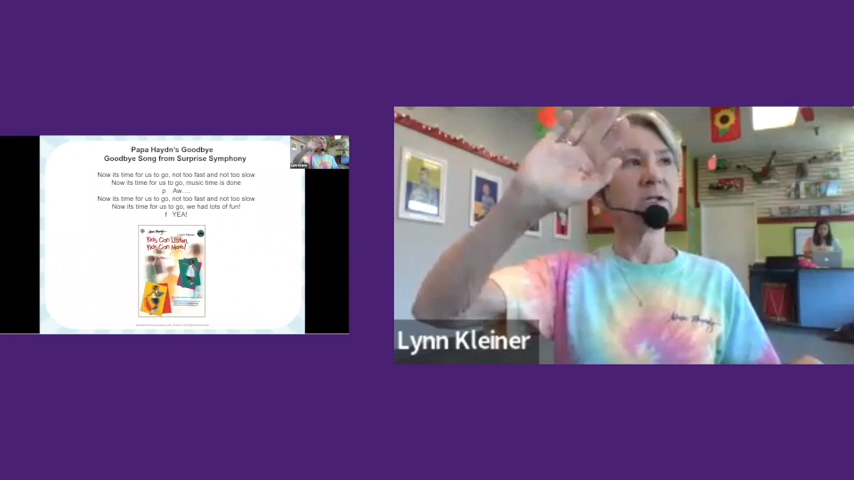 Papa Haydn's Goodbye
Goodbye Song from Surprise Symphony
Now its time for us to go, not too fast and not too slow
Now its time for us to go, music time is done
p Aw....
Now its time for us to go, not too fast and not too slow
Now its time for us to go, we had lots of fun!
f YEA!
Kids Can Listen,
Kids Can Move!
Lynn Kleiner